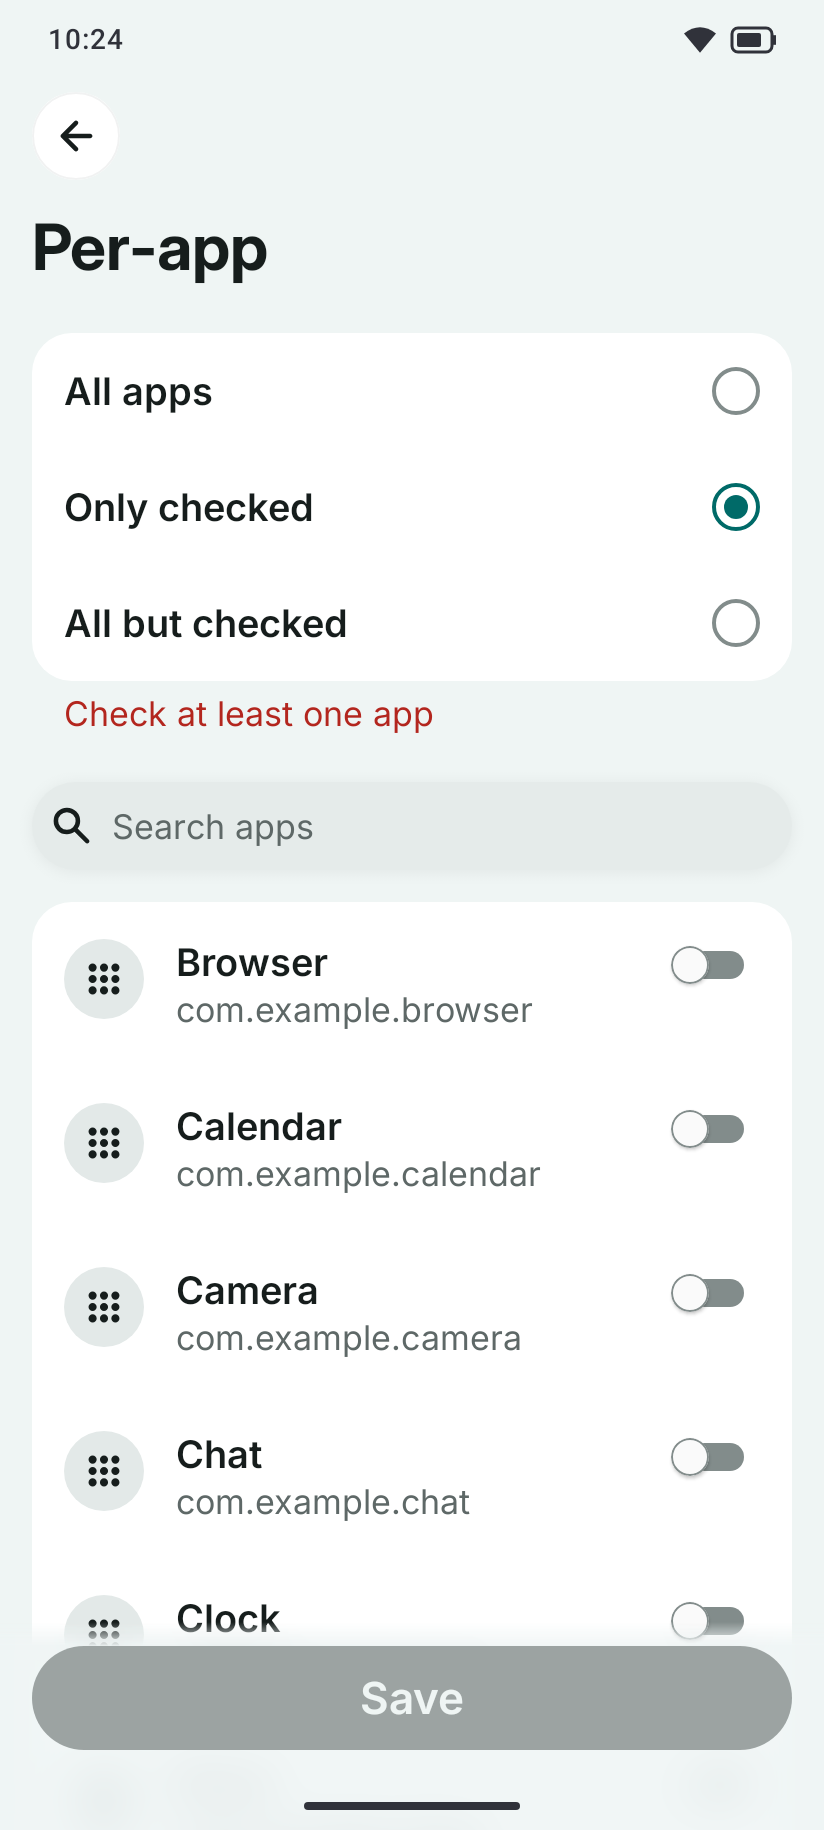 10:24
Per-app
All apps
Only checked
All but checked
Check at least one app
Search apps
Browser
com.example.browser
Calendar
com.example.calendar
Camera
com.example.camera
Chat
com.example.chat
Clock
Save